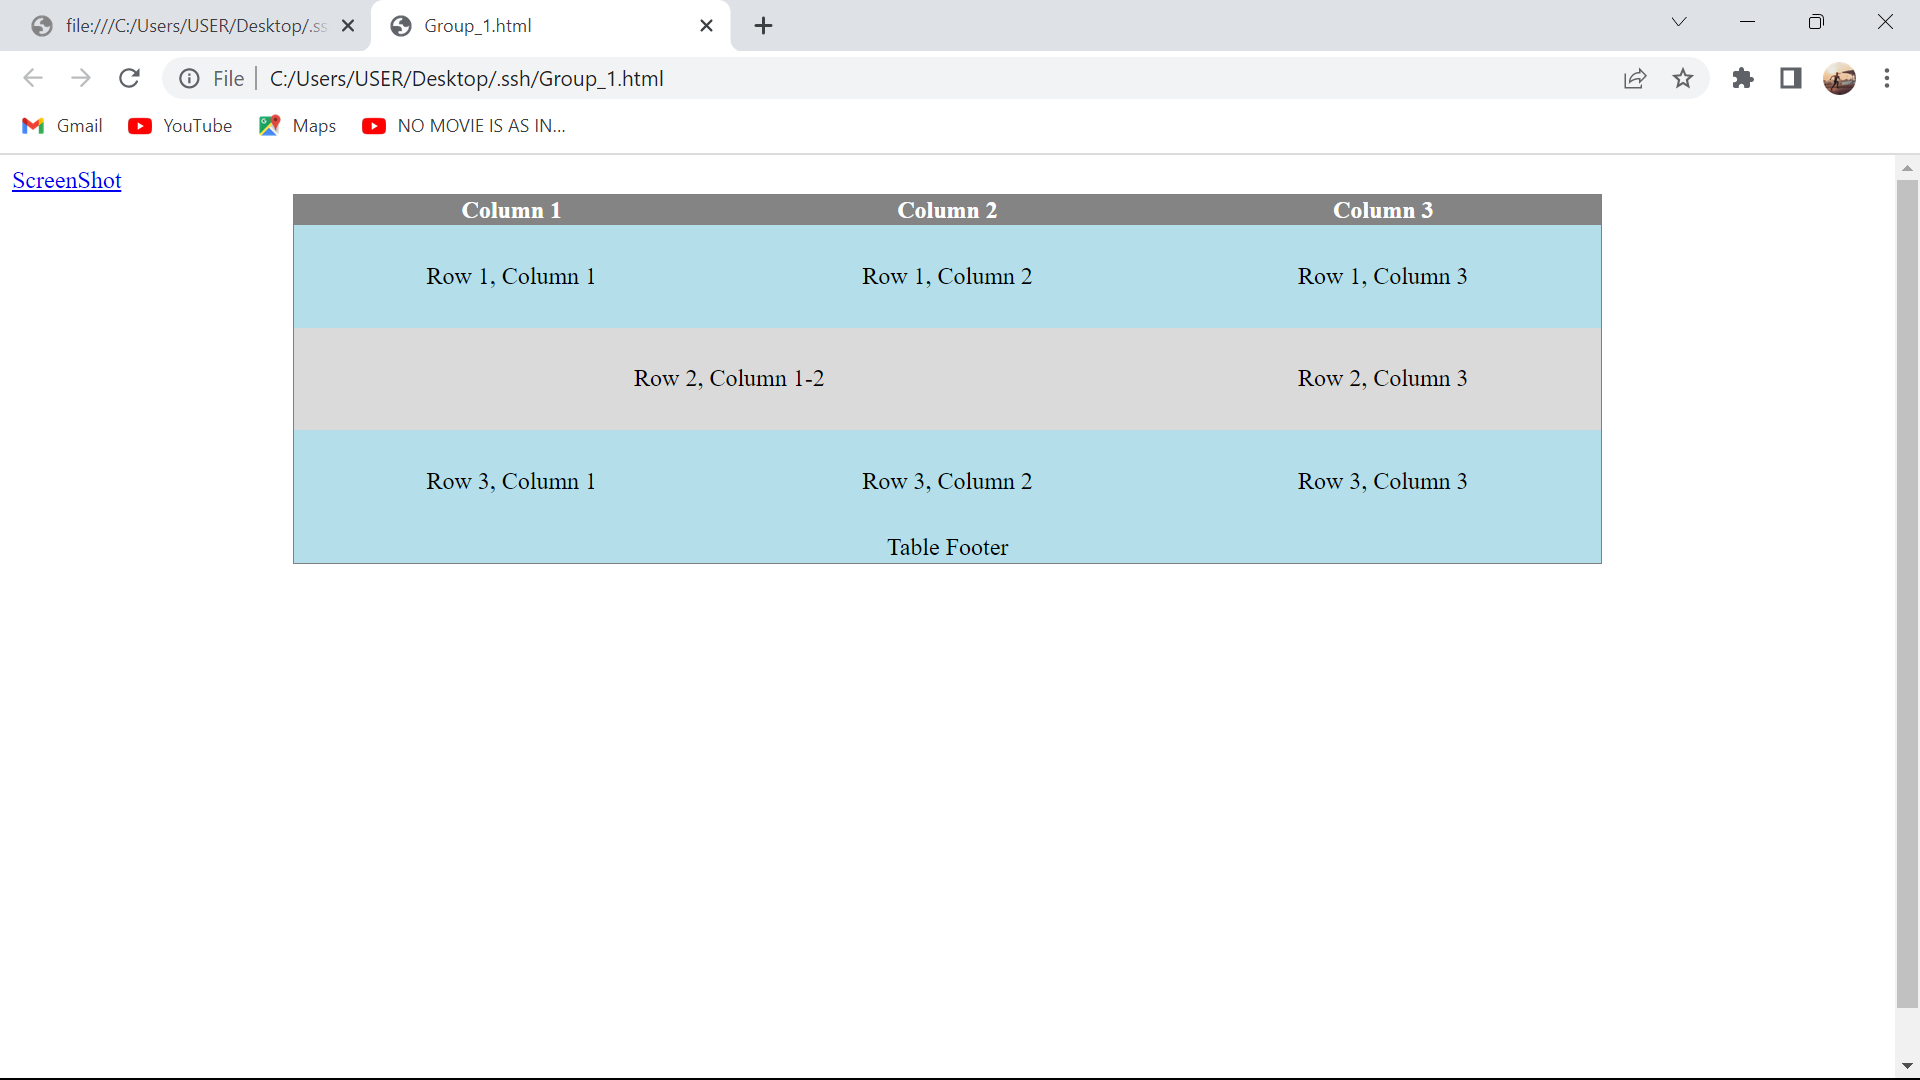 file:///C:/Users/USER/Desktop/.ss
Group_1.html
File
C:/Users/USER/Desktop/.ssh/Group_1.html
Gmail
YouTube
Maps
NO MOVIE IS AS IN...
ScreenShot
Column 1 Column 2 Column 3
Row 1, Column 1 Row 1, Column 2 Row 1, Column 3
Row 2, Column 1-2 Row 2, Column 3
Row 3, Column 1 Row 3, Column 2 Row 3, Column 3
Table Footer